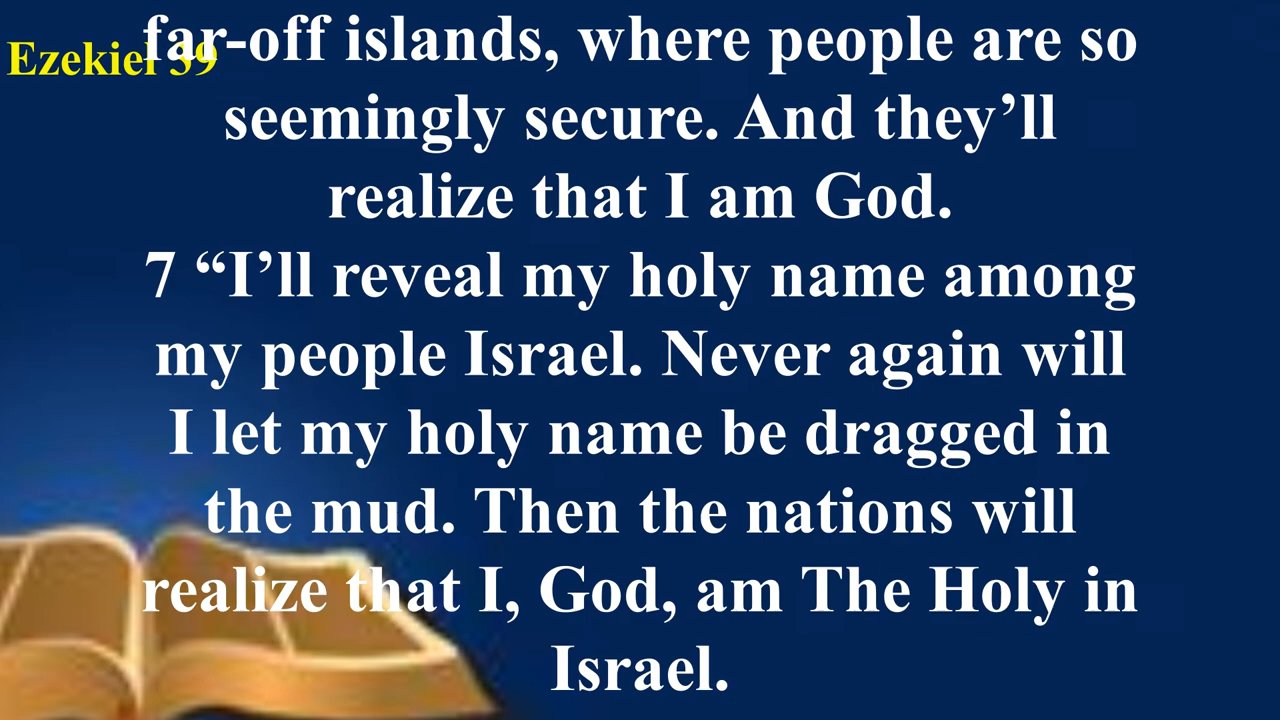 Ezekiel 39
far-off islands, where people are so
seemingly secure. And they’ll
realize that I am God.
7 “I’ll reveal my holy name among
my people Israel. Never again will
I let my holy name be dragged in
the mud. Then the nations will
realize that I, God, am The Holy in
Israel.